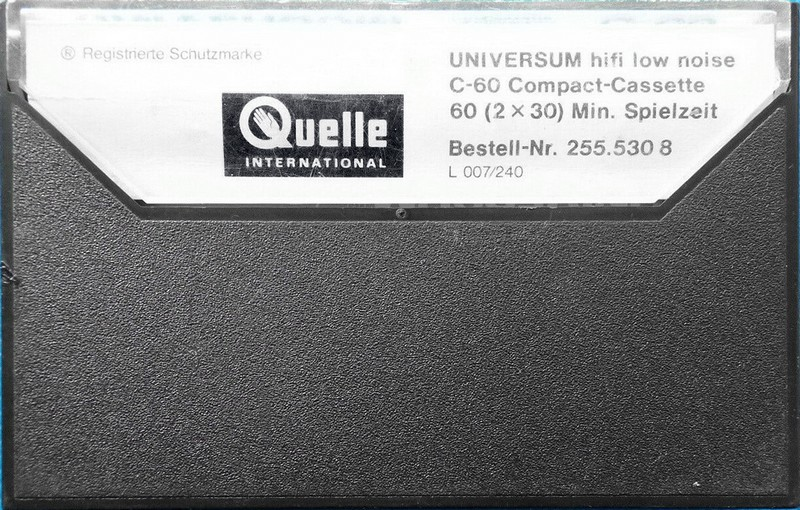 ® Registrierte Schutzmarke
Quelle
INTERNATIONAL
UNIVERSUM hifi low noise
C-60 Compact-Cassette
60 (2 × 30) Min. Spielzeit
Bestell-Nr. 255.530 8
L 007/240